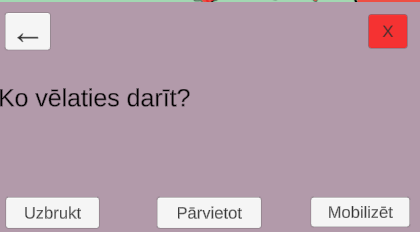 ←
X
Ko vēlaties darīt?
Uzbrukt
Pārvietot
Mobilizēt